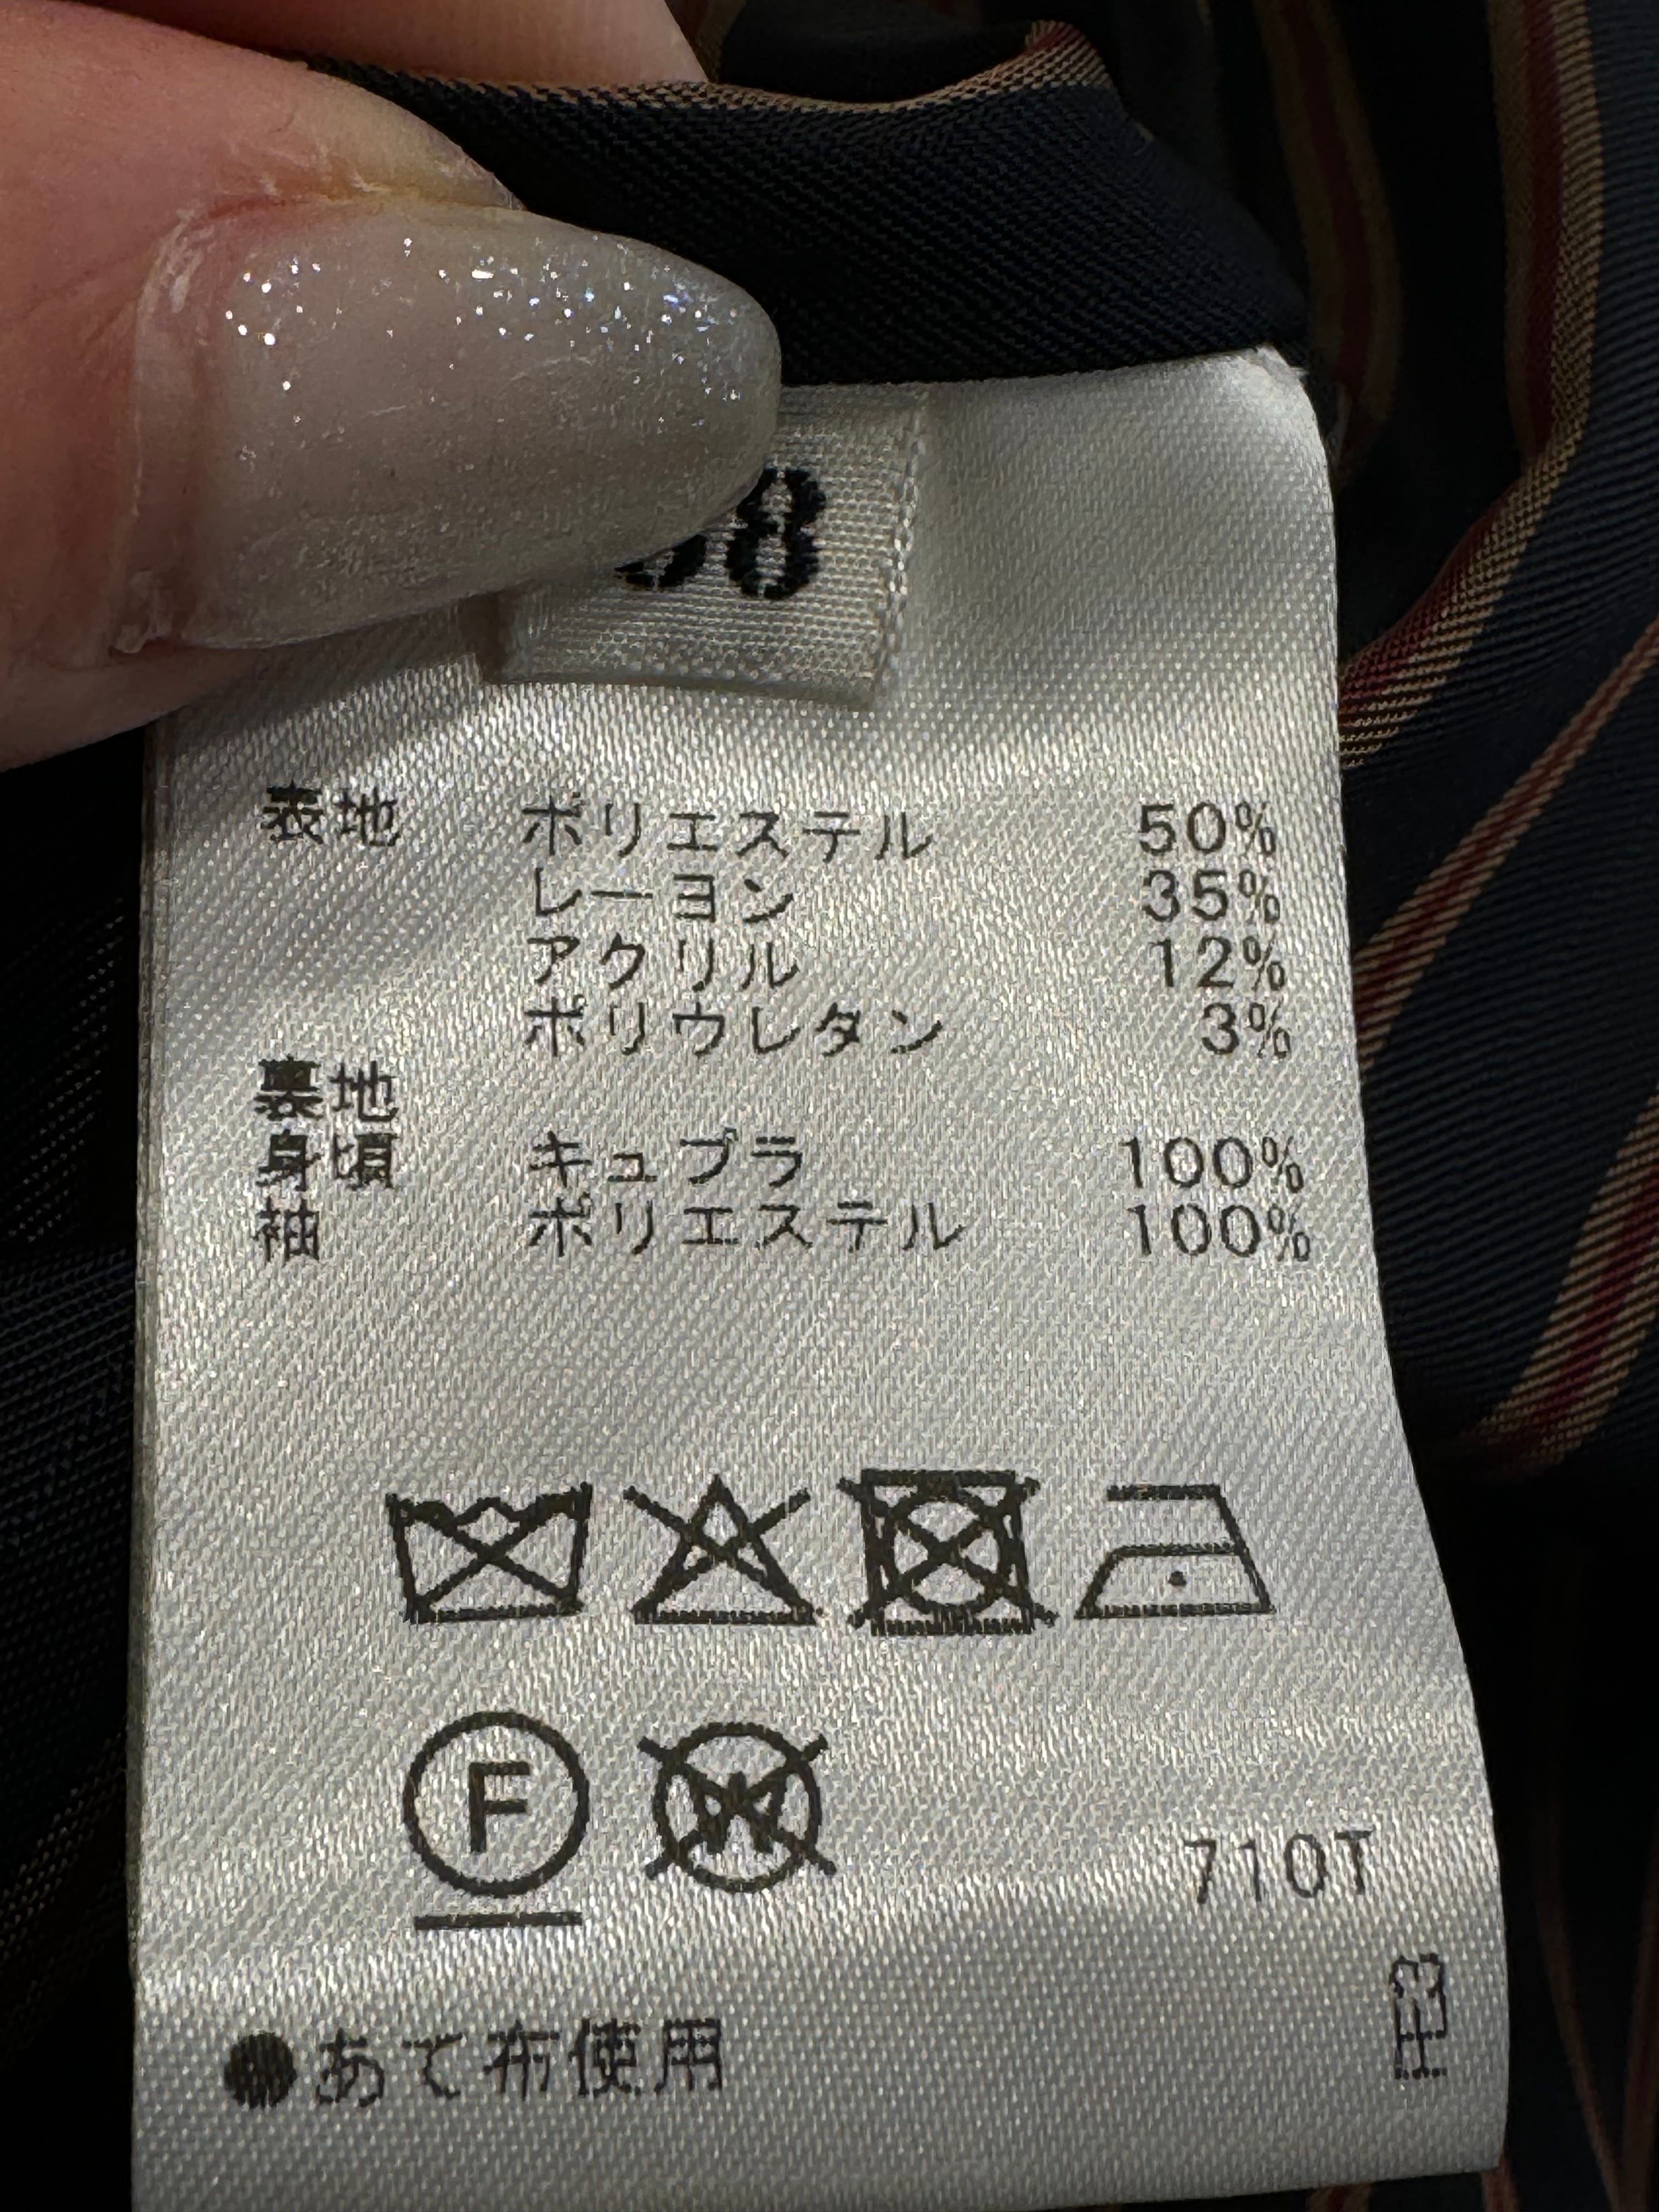 8
表地 ポリエステル 50%
レーヨン 35%
アクリル 12%
ポリウレタン 3%
裏地
身頃 キュプラ 100%
袖 ポリエステル 100%
F W
710T
●あて布使用